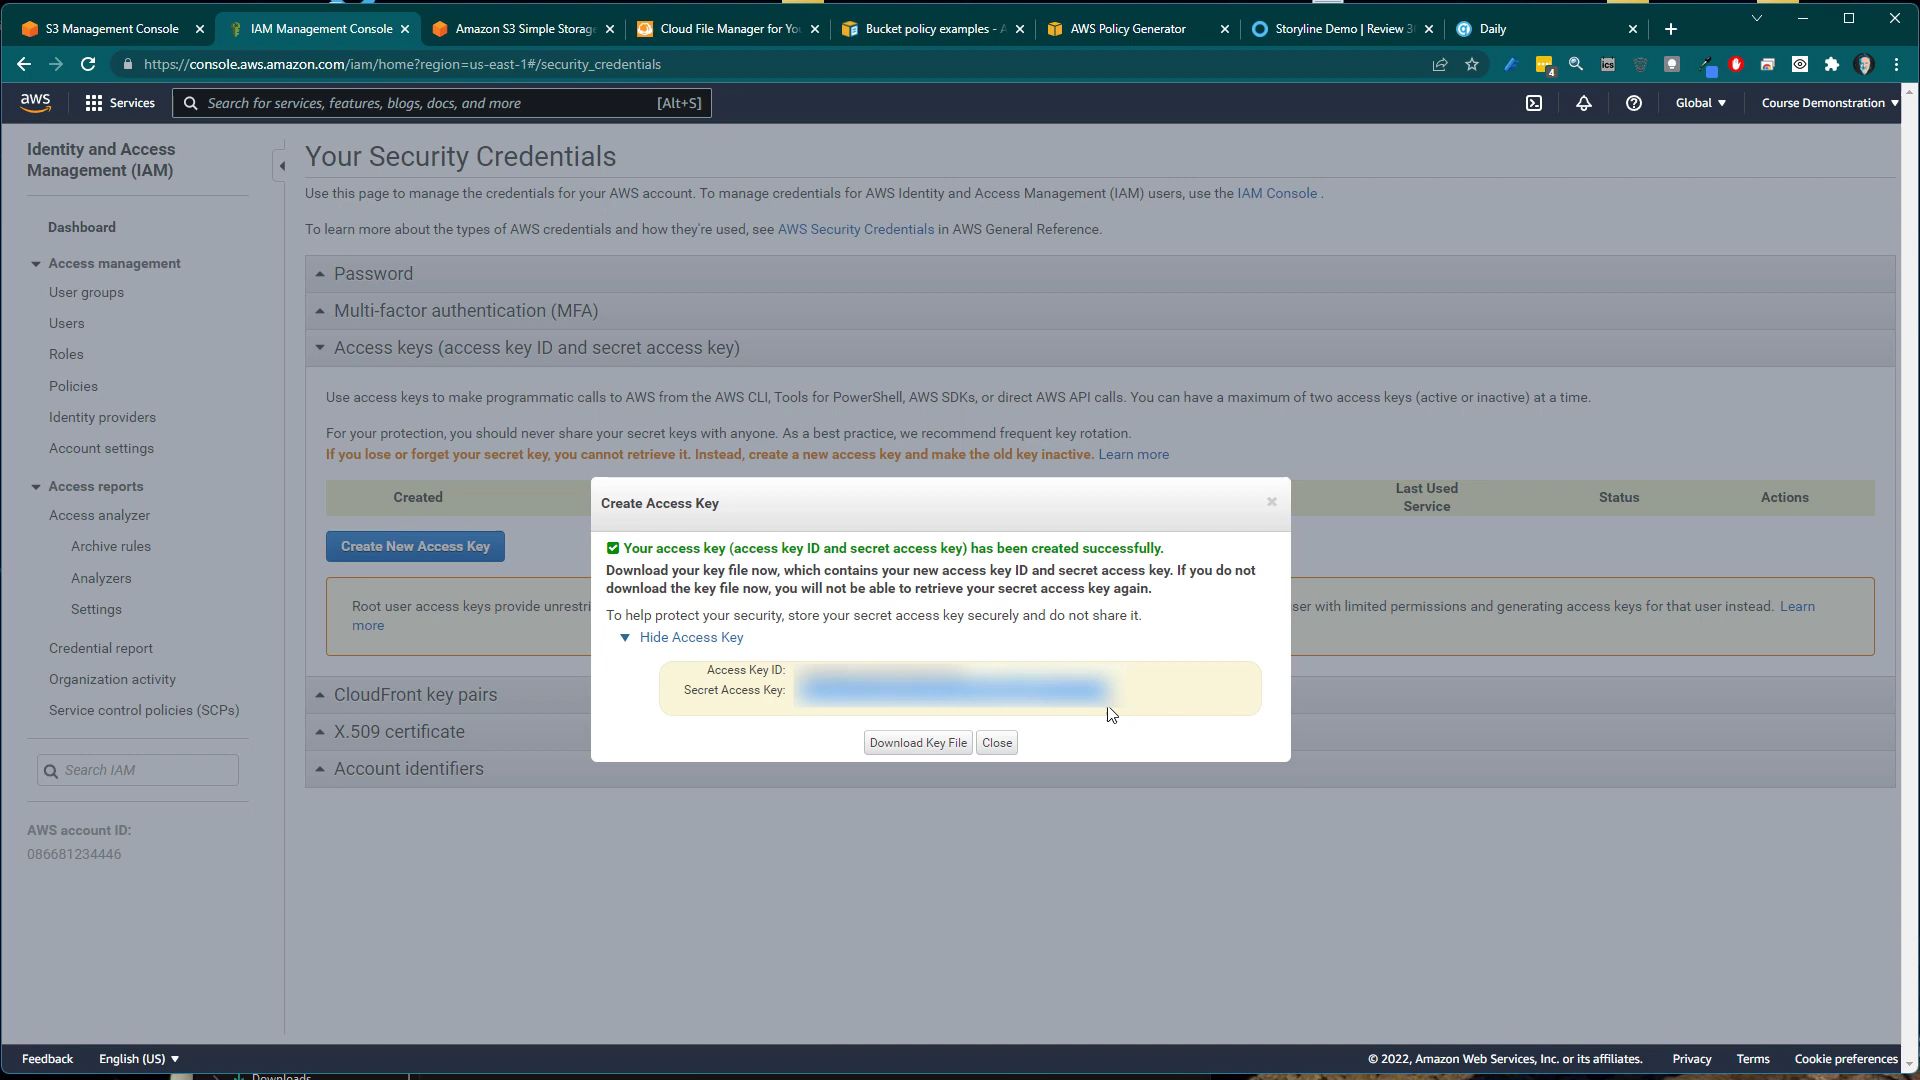 S3 Management Console
IAM Management Console
Amazon S3 Simple Storage
Cloud File Manager for You
Bucket policy examples - A
AWS Policy Generator
Storyline Demo | Review 3
Daily
https://console.aws.amazon.com/iam/home?region=us-east-1#/security_credentials
4
ics
aws
Services
Search for services, features, blogs, docs, and more
[Alt+S]
Global
Course Demonstration
Identity and Access
Management (IAM)
Dashboard
Access management
User groups
Users
Roles
Policies
Identity providers
Account settings
Access reports
Access analyzer
Archive rules
Analyzers
Settings
Credential report
Organization activity
Service control policies (SCPs)
Search IAM
AWS account ID:
086681234446
Your Security Credentials
Use this page to manage the credentials for your AWS account. To manage credentials for AWS Identity and Access Management (IAM) users, use the IAM Console .
To learn more about the types of AWS credentials and how they're used, see AWS Security Credentials in AWS General Reference.
Password
Multi-factor authentication (MFA)
Access keys (access key ID and secret access key)
Use access keys to make programmatic calls to AWS from the AWS CLI, Tools for PowerShell, AWS SDKs, or direct AWS API calls. You can have a maximum of two access keys (active or inactive) at a time.
For your protection, you should never share your secret keys with anyone. As a best practice, we recommend frequent key rotation.
If you lose or forget your secret key, you cannot retrieve it. Instead, create a new access key and make the old key inactive. Learn more
Created
Last Used
Service
Status
Actions
Create New Access Key
Root user access keys provide unrestri
ser with limited permissions and generating access keys for that user instead. Learn
more
Create Access Key
Your access key (access key ID and secret access key) has been created successfully.
Download your key file now, which contains your new access key ID and secret access key. If you do not
download the key file now, you will not be able to retrieve your secret access key again.
To help protect your security, store your secret access key securely and do not share it.
Hide Access Key
Access Key ID:
Secret Access Key:
Download Key File
Close
CloudFront key pairs
X.509 certificate
Account identifiers
Feedback
English (US)
© 2022, Amazon Web Services, Inc. or its affiliates.
Privacy
Terms
Cookie preferences
Downloads